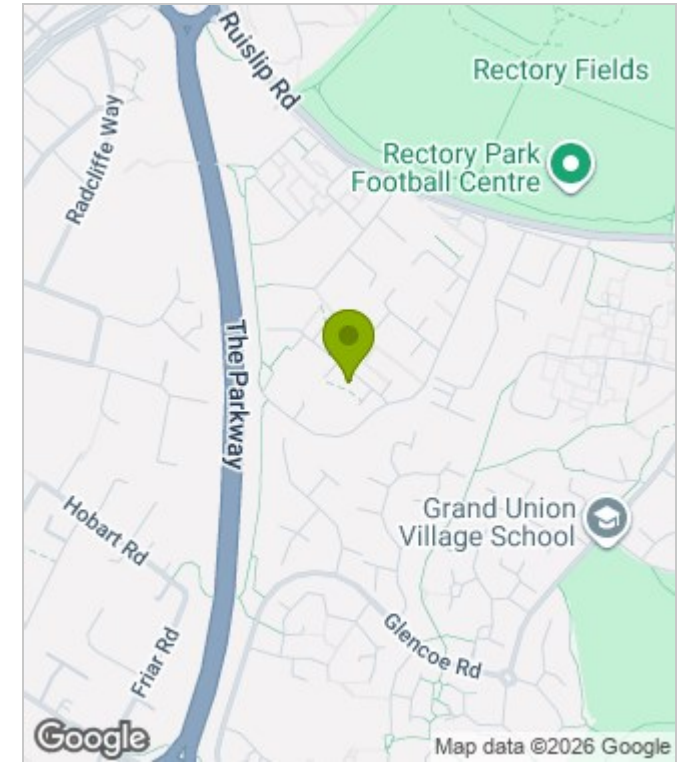 Ruislip Rd
Rectory Fields
Radcliffe Way
Rectory Park
Football Centre
The Parkway
Grand Union
Village School
Hobart Rd
Glencoe Rd
Friar Rd
Google
Map data ©2026 Google